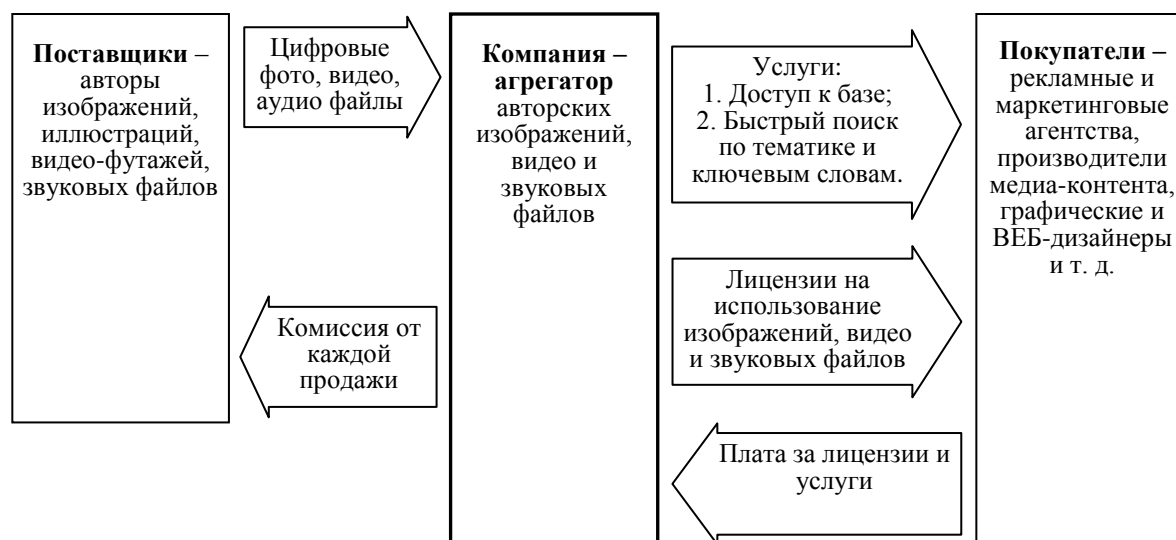 Поставщики –
авторы
изображений,
иллюстраций,
видео-футажей,
звуковых файлов
Цифровые
фото, видео,
аудио файлы
Комиссия от
каждой
продажи
Компания –
агрегатор
авторских
изображений,
видео и
звуковых
файлов
Услуги:
1. Доступ к базе;
2. Быстрый поиск
по тематике и
ключевым словам.
Лицензии на
использование
изображений, видео
и звуковых файлов
Плата за лицензии и
услуги
Покупатели –
рекламные и
маркетинговые
агентства,
производители
медиа-контента,
графические и
ВЕБ-дизайнеры
и т. д.